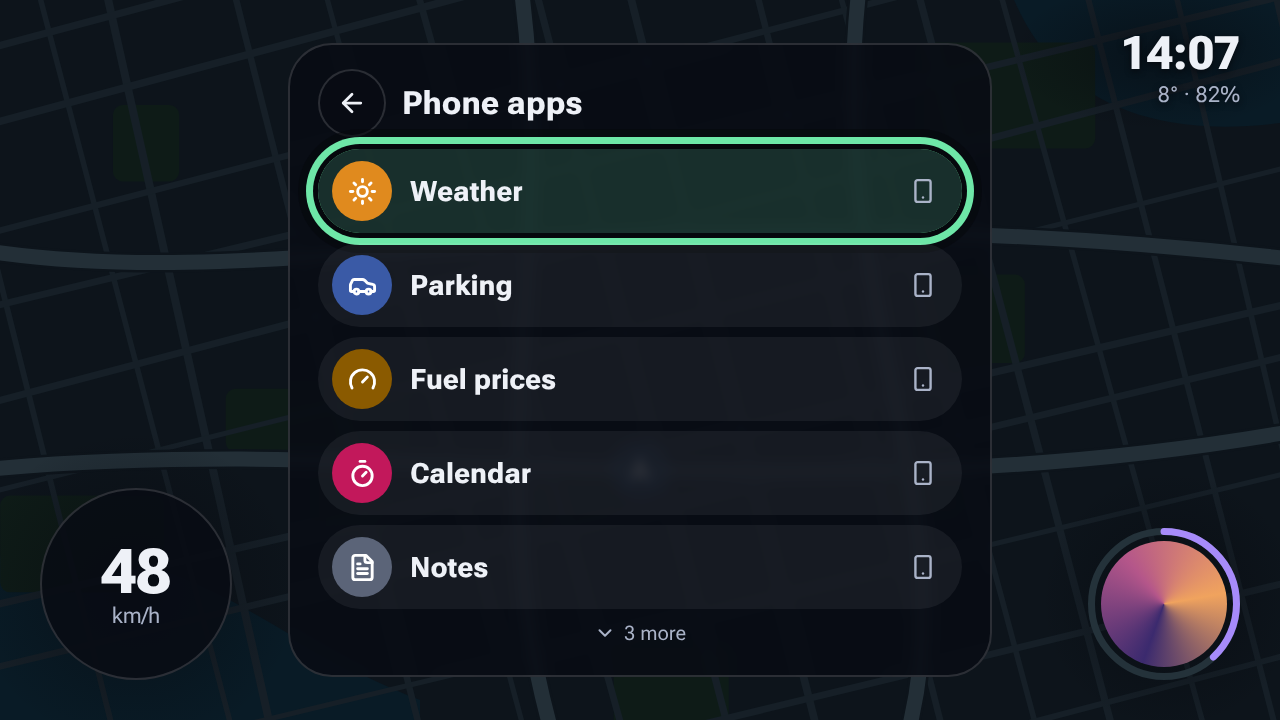 14:07
8° · 82%
Phone apps
Weather
Parking
Fuel prices
Calendar
Notes
3 more
48
km/h